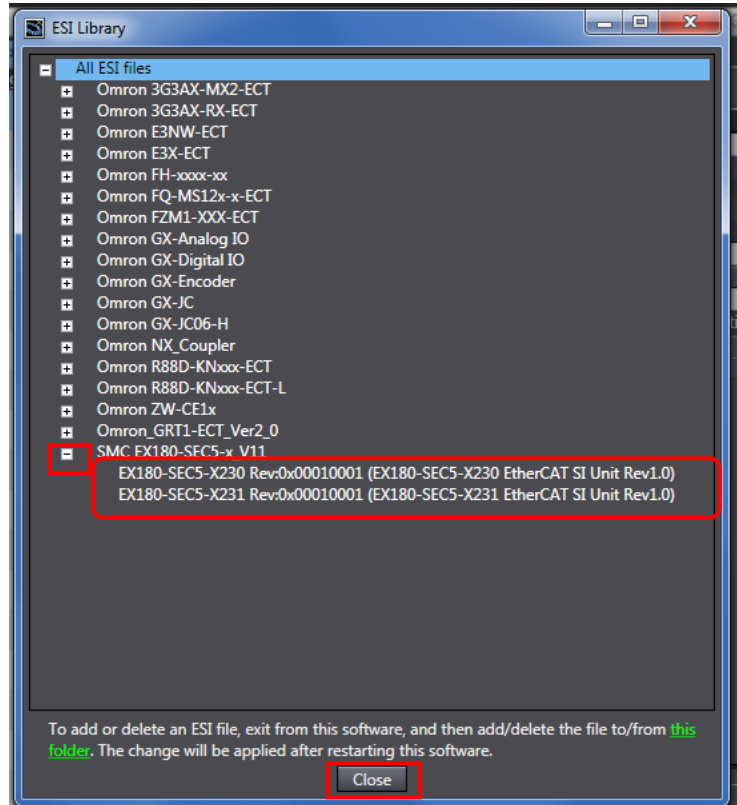 ESI Library
All ESI files
Omron 3G3AX-MX2-ECT
Omron 3G3AX-RX-ECT
Omron E3NW-ECT
Omron E3X-ECT
Omron FH-xxxx-xx
Omron FQ-MS12x-x-ECT
Omron FZM1-XXX-ECT
Omron GX-Analog IO
Omron GX-Digital IO
Omron GX-Encoder
Omron GX-JC
Omron GX-JC06-H
Omron NX_Coupler
Omron R88D-KNxxx-ECT
Omron R88D-KNxxx-ECT-L
Omron ZW-CE1x
Omron_GRT1-ECT_Ver2_0
SMC EX180-SEC5-x_V11
EX180-SEC5-X230 Rev:0x00010001 (EX180-SEC5-X230 EtherCAT SI Unit Rev1.0)
EX180-SEC5-X231 Rev:0x00010001 (EX180-SEC5-X231 EtherCAT SI Unit Rev1.0)
To add or delete an ESI file, exit from this software, and then add/delete the file to/from this
folder. The change will be applied after restarting this software.
Close